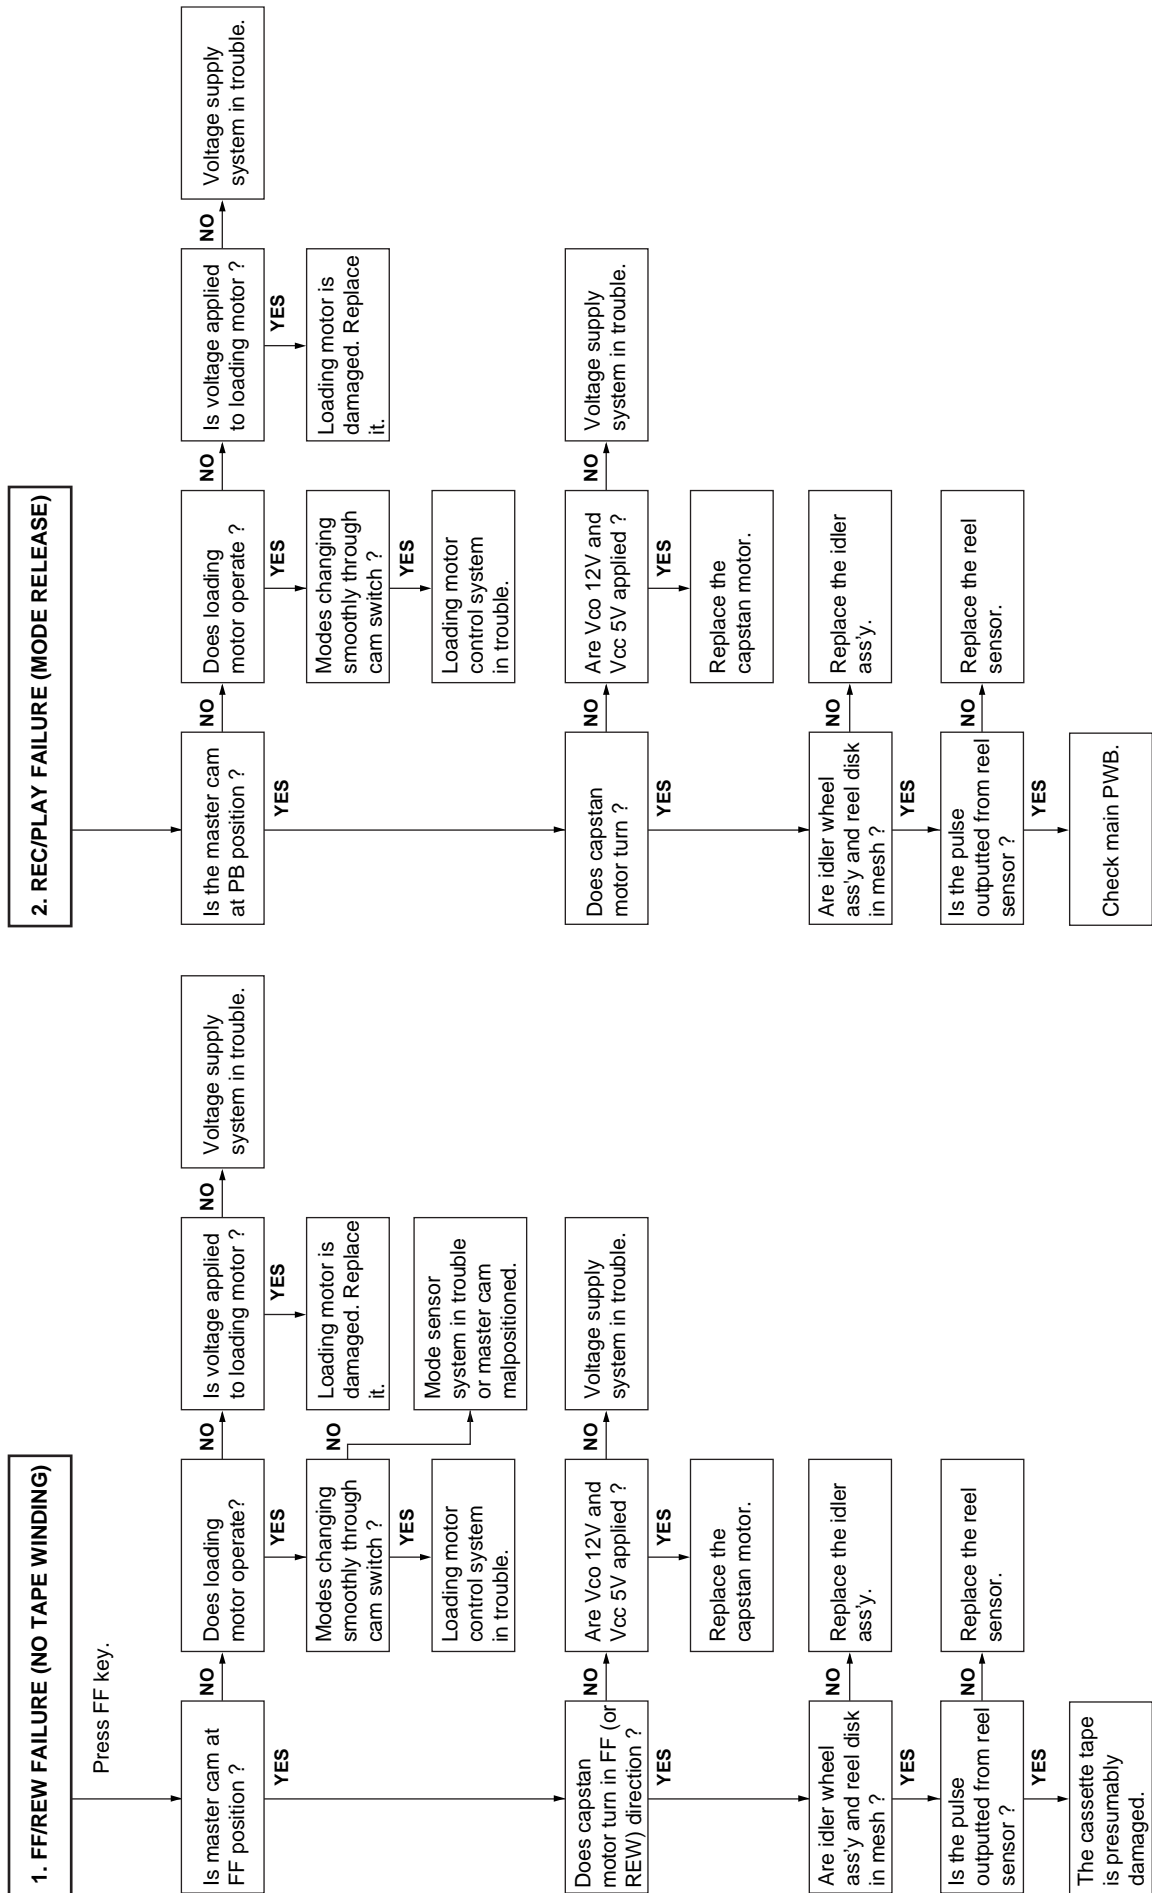 1. FF/REW FAILURE (NO TAPE WINDING)
Press FF key.
Is master cam at
FF position ?
NO
Does loading
motor operate?
NO
Is voltage applied
to loading motor ?
NO
Voltage supply
system in trouble.
YES
YES
YES
Modes changing
smoothly through
cam switch ?
NO
Loading motor is
damaged. Replace
it.
YES
Loading motor
control system
in trouble.
Mode sensor
system in trouble
or master cam
malpositioned.
Does capstan
motor turn in FF (or
REW) direction ?
NO
Are Vco 12V and
Vcc 5V applied ?
NO
Voltage supply
system in trouble.
YES
YES
Replace the
capstan motor.
Are idler wheel
ass'y and reel disk
in mesh ?
NO
Replace the idler
ass'y.
YES
Is the pulse
outputted from reel
sensor ?
NO
Replace the reel
sensor.
YES
The cassette tape
is presumably
damaged.
2. REC/PLAY FAILURE (MODE RELEASE)
Is the master cam
at PB position ?
NO
Does loading
motor operate ?
NO
Is voltage applied
to loading motor ?
NO
Voltage supply
system in trouble.
YES
YES
YES
Modes changing
smoothly through
cam switch ?
Loading motor is
damaged. Replace
it.
YES
Loading motor
control system
in trouble.
Does capstan
motor turn ?
NO
Are Vco 12V and
Vcc 5V applied ?
NO
Voltage supply
system in trouble.
YES
YES
Replace the
capstan motor.
Are idler wheel
ass'y and reel disk
in mesh ?
NO
Replace the idler
ass'y.
YES
Is the pulse
outputted from reel
sensor ?
NO
Replace the reel
sensor.
YES
Check main PWB.